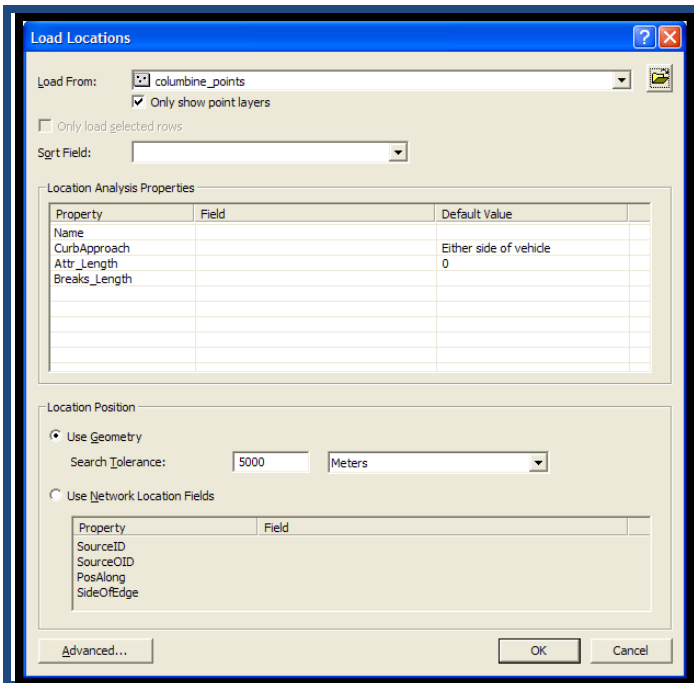 Load Locations
Load From: columbine_points
Only show point layers
Only load selected rows
Sort Field:
Location Analysis Properties
Property Field Default Value
Name
CurbApproach Either side of vehicle
Attr_Length 0
Breaks_Length
Location Position
Use Geometry
Search Tolerance: 5000 Meters
Use Network Location Fields
Property Field
SourceID
SourceOID
PosAlong
SideOfEdge
Advanced... OK Cancel